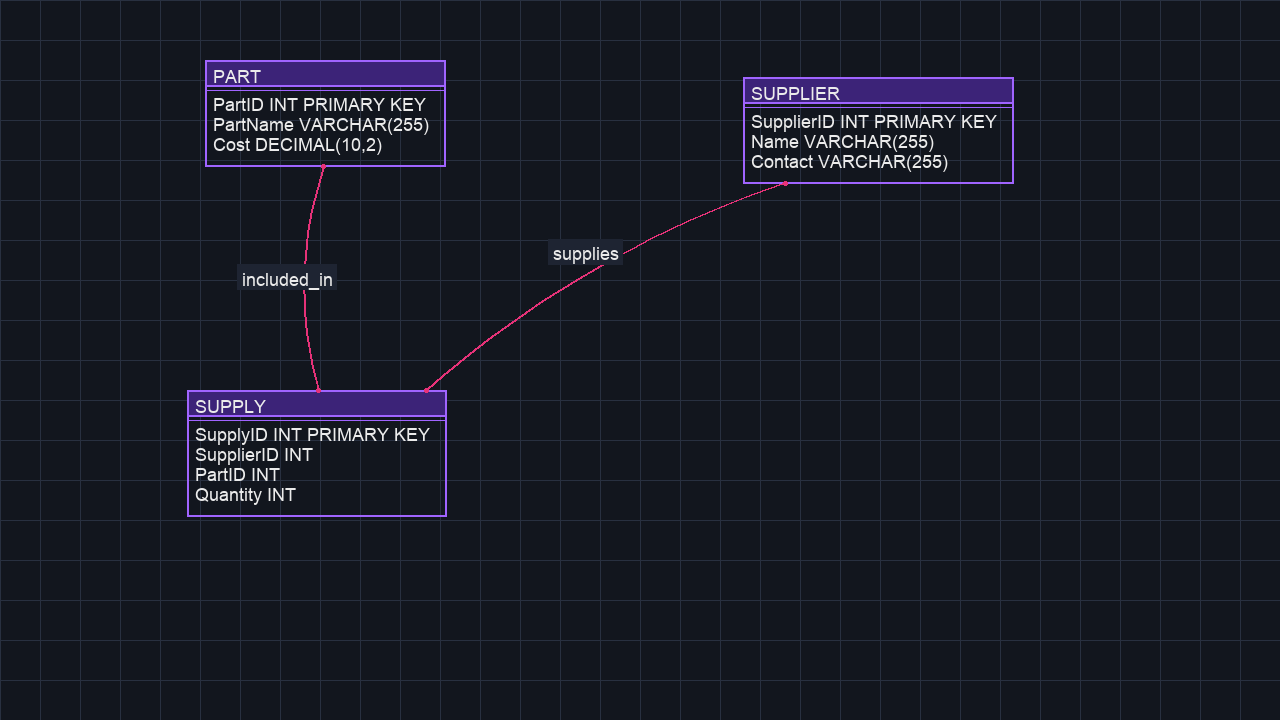 PART
PartID INT PRIMARY KEY
PartName VARCHAR(255)
Cost DECIMAL(10,2)
SUPPLIER
SupplierID INT PRIMARY KEY
Name VARCHAR(255)
Contact VARCHAR(255)
supplies
included_in
SUPPLY
SupplyID INT PRIMARY KEY
SupplierID INT
PartID INT
Quantity INT